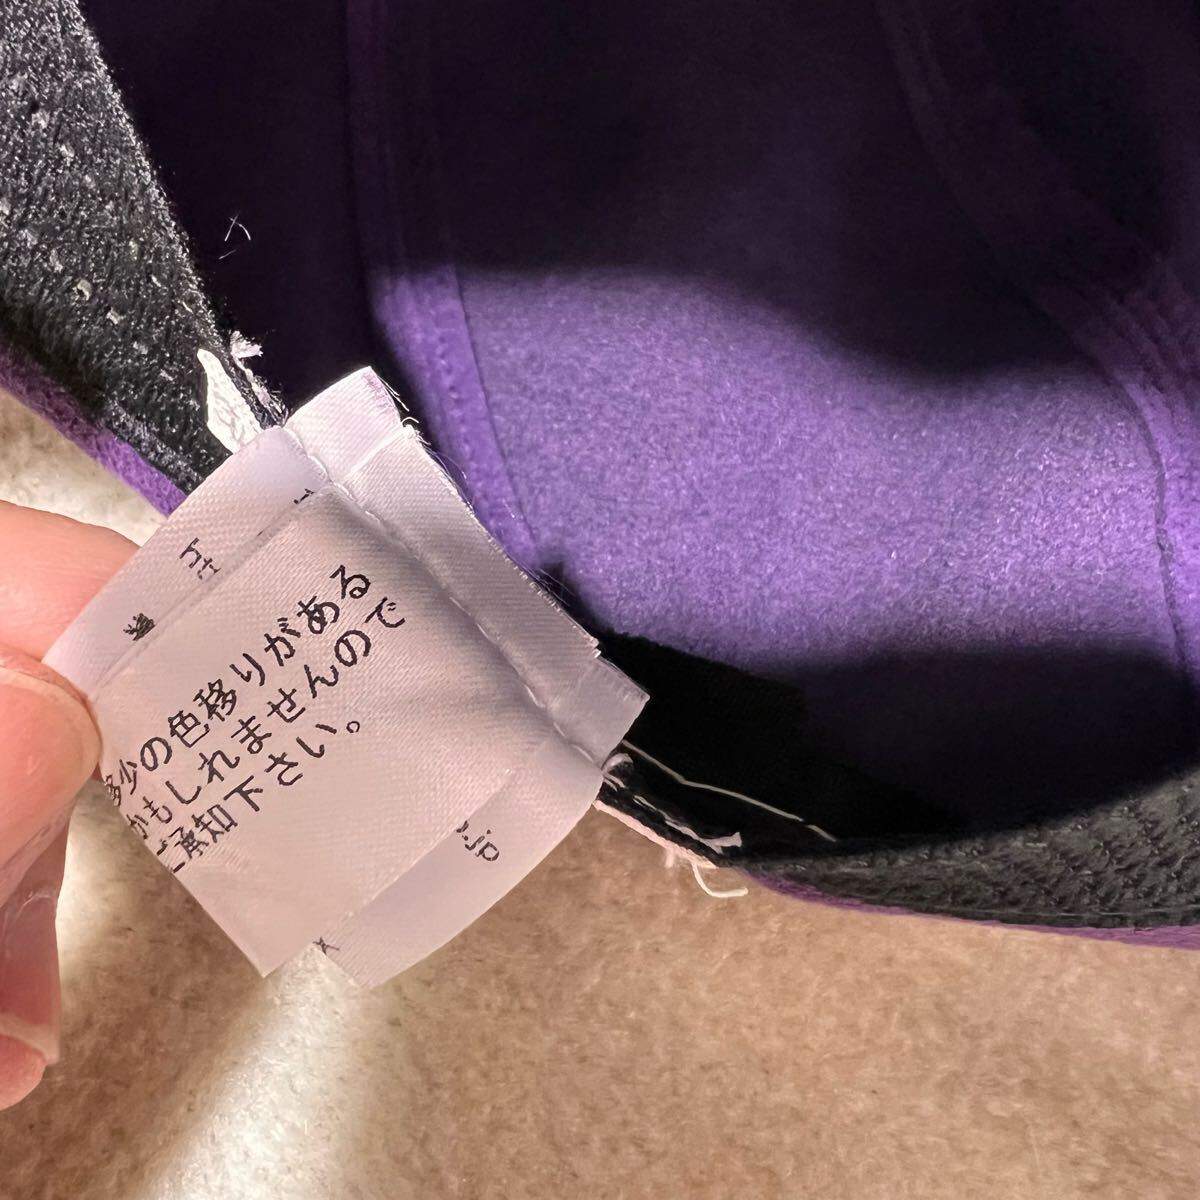 多少の色移りがある
かもしれませんので
ご承知下さい。